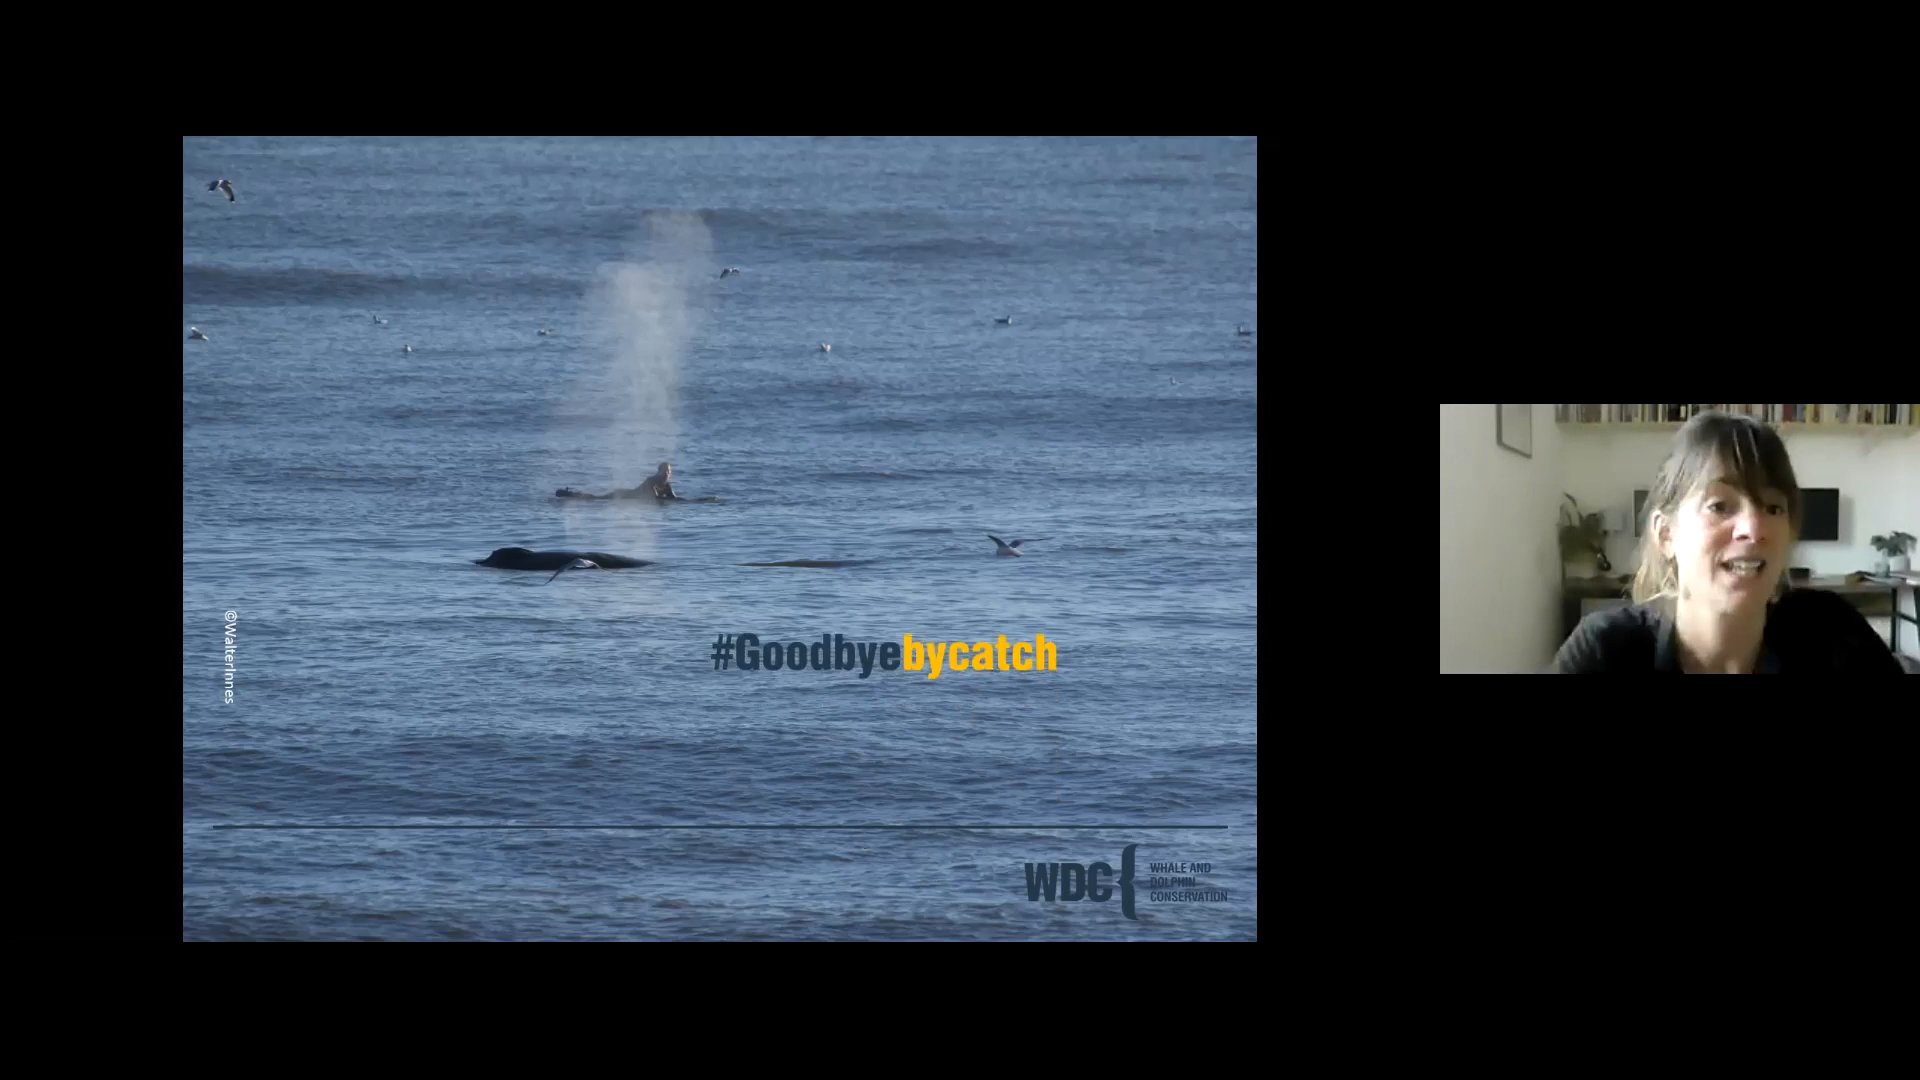 ©WalterInnes
#Goodbyebycatch
WDC
WHALE AND
DOLPHIN
CONSERVATION